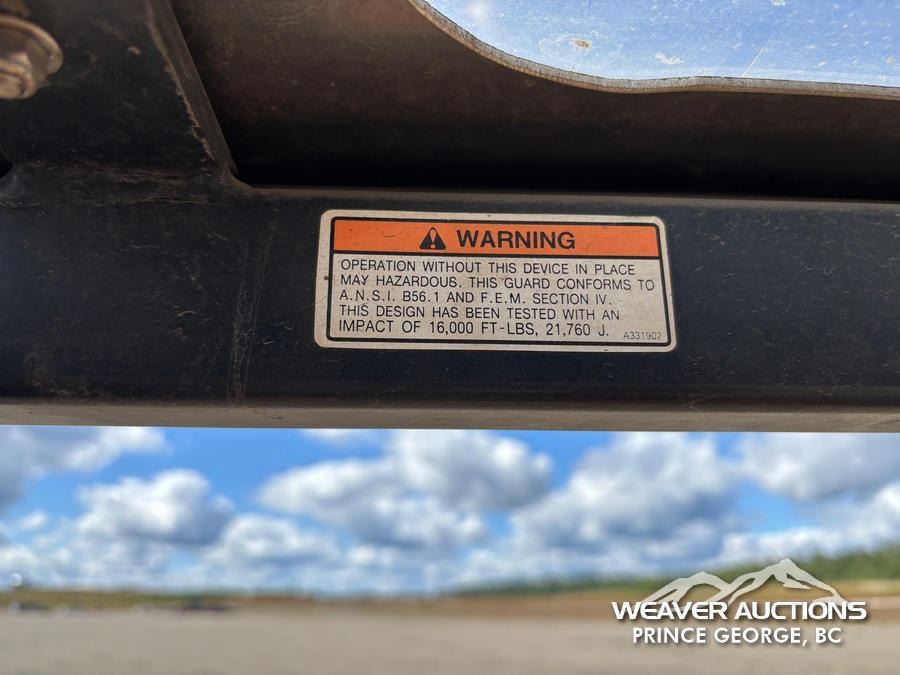 WARNING
OPERATION WITHOUT THIS DEVICE IN PLACE
MAY HAZARDOUS. THIS GUARD CONFORMS TO
A.N.S.I. B56.1 AND F.E.M. SECTION IV.
THIS DESIGN HAS BEEN TESTED WITH AN
IMPACT OF 16,000 FT-LBS, 21,760 J.
A331902
WEAVER AUCTIONS
PRINCE GEORGE, BC